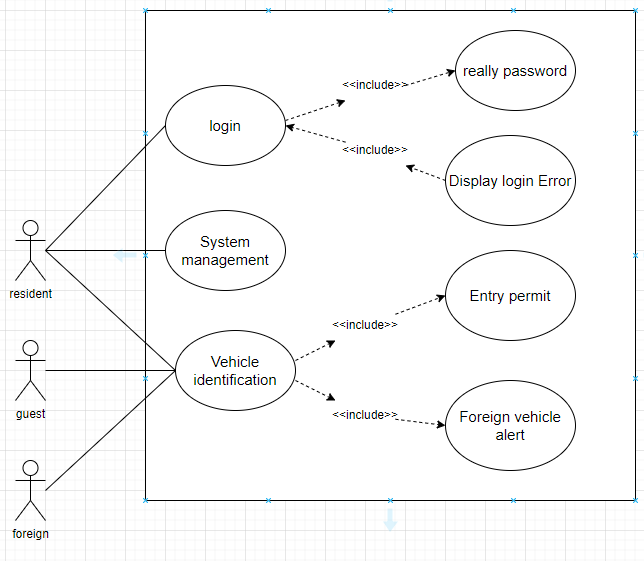 <<include>>
really password
login
<<include>>
Display login Error
System
management
resident
Entry permit
<<include>>
Vehicle
identification
guest
<<include>>
Foreign vehicle
alert
foreign